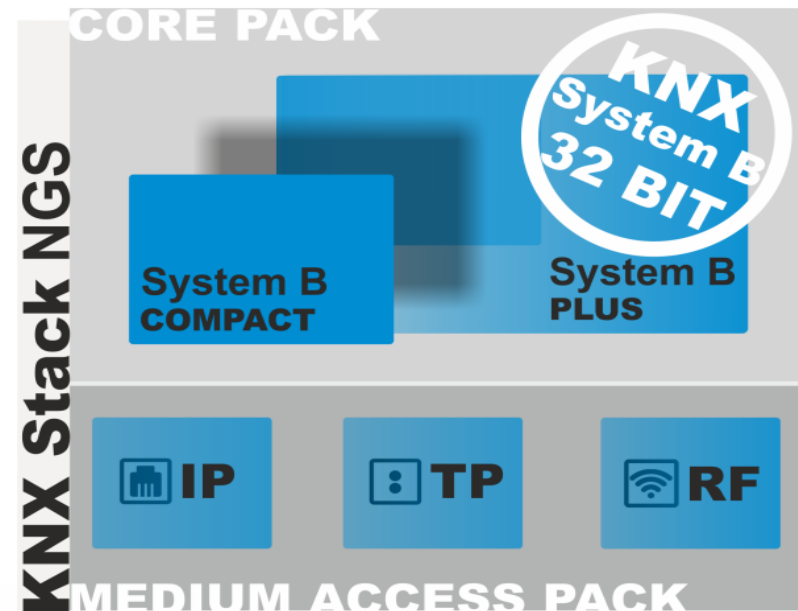 KNX Stack NGS
CORE PACK
KNX
System B
32 BIT
System B
COMPACT
System B
PLUS
IP
TP
RF
MEDIUM ACCESS PACK